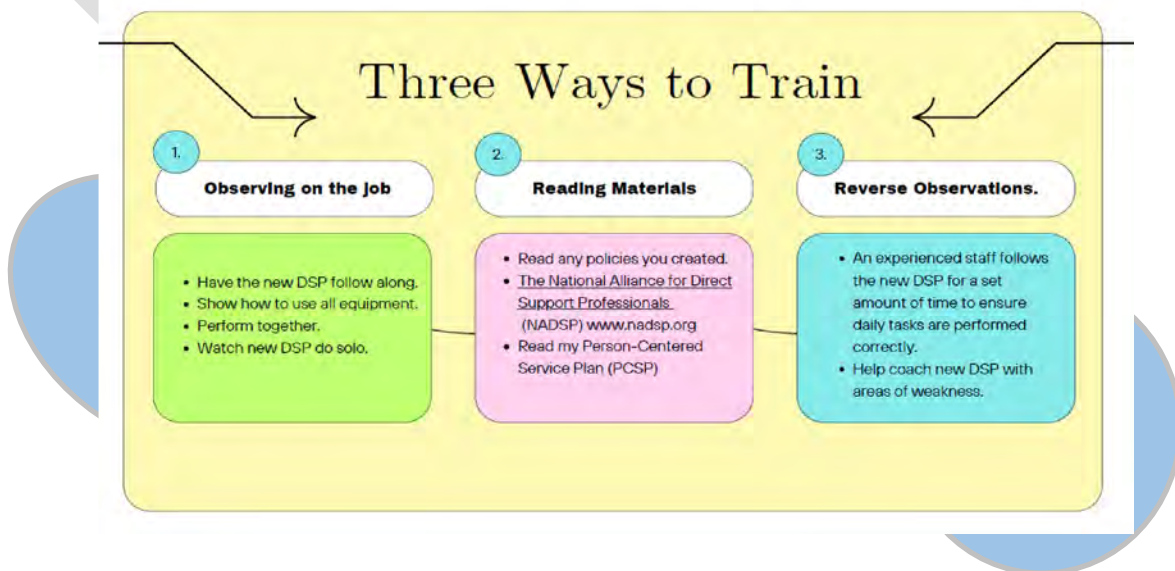 Three Ways to Train
1.
Observing on the job
• Have the new DSP follow along.
• Show how to use all equipment.
• Perform together.
• Watch new DSP do solo.
2.
Reading Materials
• Read any policies you created.
• The National Alliance for Direct
Support Professionals
(NADSP) www.nadsp.org
• Read my Person-Centered
Service Plan (PCSP)
3.
Reverse Observations.
• An experienced staff follows
the new DSP for a set
amount of time to ensure
daily tasks are performed
correctly.
• Help coach new DSP with
areas of weakness.